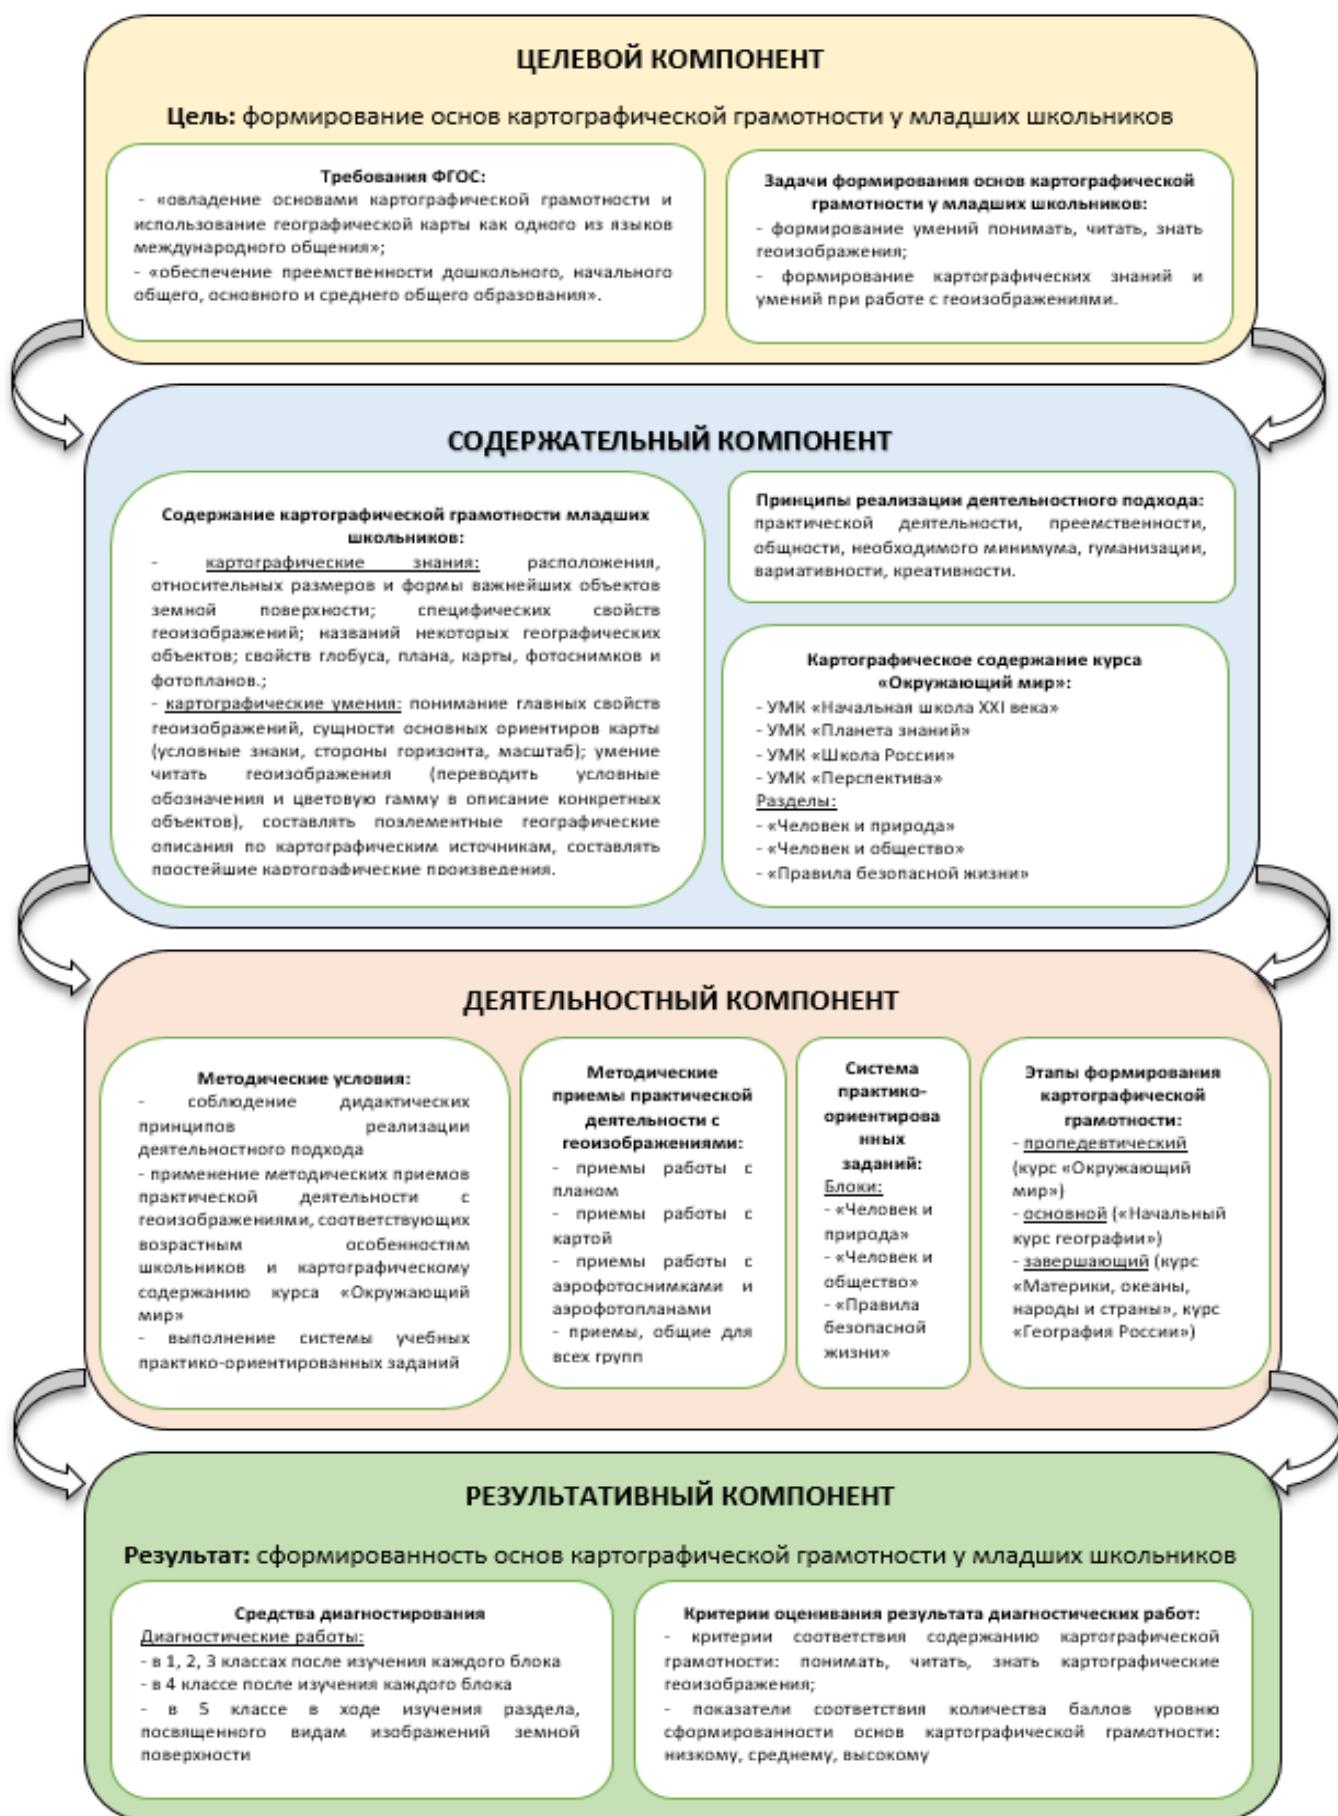 ЦЕЛЕВОЙ КОМПОНЕНТ
Цель: формирование основ картографической грамотности у младших школьников
Требования ФГОС:
- «овладение основами картографической грамотности и
использование географической карты как одного из языков
международного общения»;
- «обеспечение преемственности дошкольного, начального
общего, основного и среднего общего образования».
Задачи формирования основ картографической
грамотности у младших школьников:
- формирование умений понимать, читать, знать
геоизображения;
- формирование картографических знаний и
умений при работе с геоизображениями.
СОДЕРЖАТЕЛЬНЫЙ КОМПОНЕНТ
Содержание картографической грамотности младших
школьников:
- картографические знания: расположения,
относительных размеров и формы важнейших объектов
земной поверхности; специфических свойств
геоизображений; названий некоторых географических
объектов; свойств глобуса, плана, карты, фотоснимков и
фотопланов.;
- картографические умения: понимание главных свойств
геоизображений, сущности основных ориентиров карты
(условные знаки, стороны горизонта, масштаб); умение
читать геоизображения (переводить условные
обозначения и цветовую гамму в описание конкретных
объектов), составлять поэлементные географические
описания по картографическим источникам, составлять
простейшие картографические произведения.
Принципы реализации деятельностного подхода:
практической деятельности, преемственности,
общности, необходимого минимума, гуманизации,
вариативности, креативности.
Картографическое содержание курса
«Окружающий мир»:
- УМК «Начальная школа XXI века»
- УМК «Планета знаний»
- УМК «Школа России»
- УМК «Перспектива»
Разделы:
- «Человек и природа»
- «Человек и общество»
- «Правила безопасной жизни»
ДЕЯТЕЛЬНОСТНЫЙ КОМПОНЕНТ
Методические условия:
- соблюдение дидактических
принципов реализации
деятельностного подхода
- применение методических приемов
практической деятельности с
геоизображениями, соответствующих
возрастным особенностям
школьников и картографическому
содержанию курса «Окружающий
мир»
- выполнение системы учебных
практико-ориентированных заданий
Методические
приемы практической
деятельности с
геоизображениями:
- приемы работы с
планом
- приемы работы с
картой
- приемы работы с
аэрофотоснимками и
аэрофотопланами
- приемы, общие для
всех групп
Система
практико-
ориентирова
нных
заданий:
Блоки:
- «Человек и
природа»
- «Человек и
общество»
- «Правила
безопасной
жизни»
Этапы формирования
картографической
грамотности:
- пропедевтический
(курс «Окружающий
мир»)
- основной («Начальный
курс географии»)
- завершающий (курс
«Материки, океаны,
народы и страны», курс
«География России»)
РЕЗУЛЬТАТИВНЫЙ КОМПОНЕНТ
Результат: сформированность основ картографической грамотности у младших школьников
Средства диагностирования
Диагностические работы:
- в 1, 2, 3 классах после изучения каждого блока
- в 4 классе после изучения каждого блока
- в 5 классе в ходе изучения раздела,
посвященного видам изображений земной
поверхности
Критерии оценивания результата диагностических работ:
- критерии соответствия содержанию картографической
грамотности: понимать, читать, знать картографические
геоизображения;
- показатели соответствия количества баллов уровню
сформированности основ картографической грамотности:
низкому, среднему, высокому